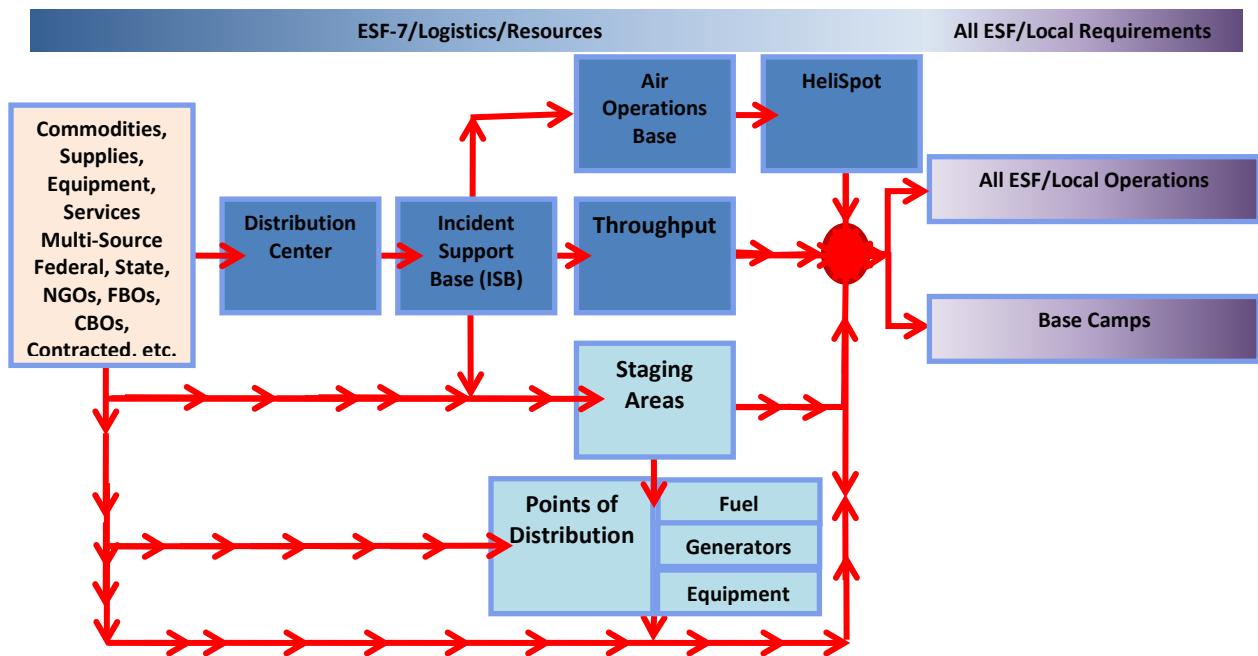 ESF-7/Logistics/Resources
All ESF/Local Requirements
Commodities,
Supplies,
Equipment,
Services
Multi-Source
Federal, State,
NGOs, FBOs,
CBOs,
Contracted, etc.
Distribution
Center
Incident
Support
Base (ISB)
Air
Operations
Base
HeliSpot
Throughput
All ESF/Local Operations
Base Camps
Staging
Areas
Points of
Distribution
Fuel
Generators
Equipment